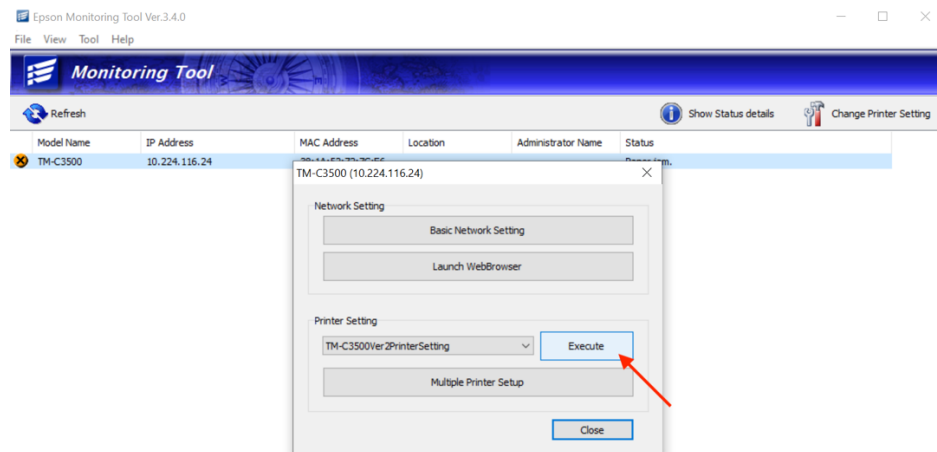 Epson Monitoring Tool Ver.3.4.0
File View Tool Help
Monitoring Tool
Refresh Show Status details Change Printer Setting
Model Name IP Address MAC Address Location Administrator Name Status
TM-C3500 10.224.116.24
TM-C3500 (10.224.116.24)
Network Setting
Basic Network Setting
Launch WebBrowser
Printer Setting
TM-C3500Ver2PrinterSetting Execute
Multiple Printer Setup
Close